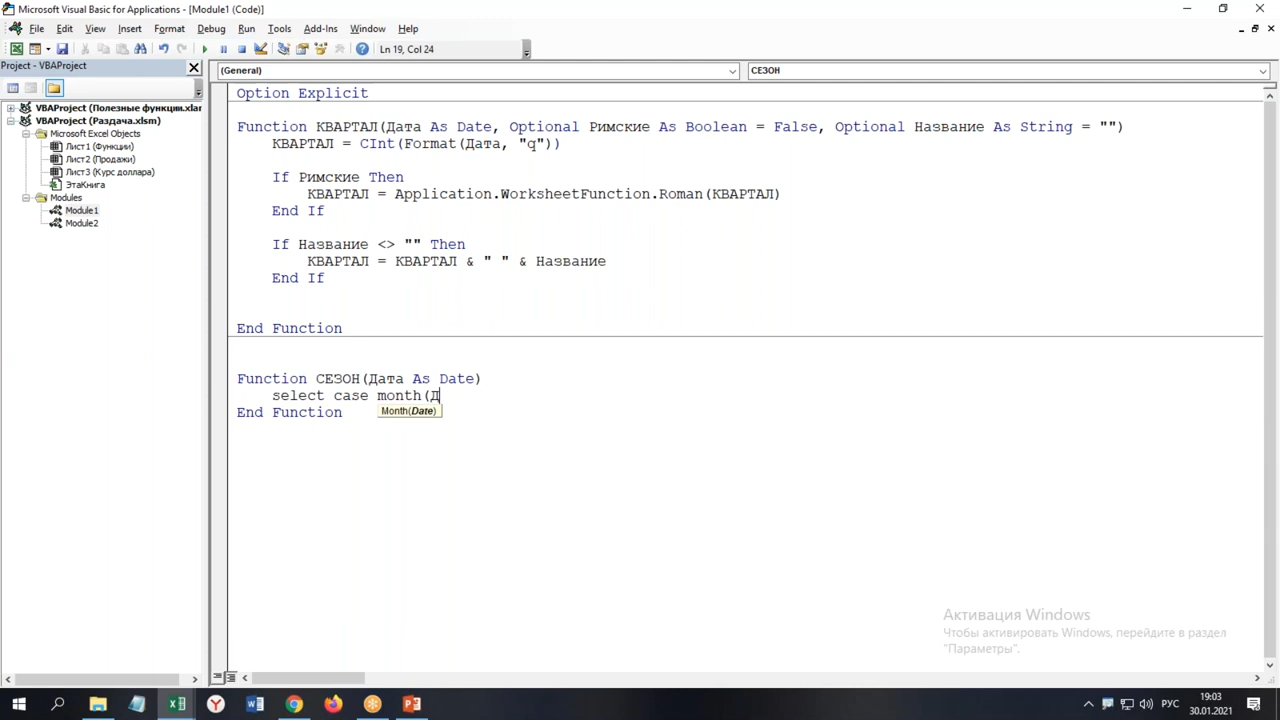 Microsoft Visual Basic for Applications - [Module1 (Code)]
File Edit View Insert Format Debug Run Tools Add-Ins Window Help
Ln 19, Col 24
Project - VBAProject
(General)
СЕЗОН
VBAProject (Полезные функции.xlam
VBAProject (Раздача.xlsm)
Microsoft Excel Objects
Лист1 (Функции)
Лист2 (Продажи)
Лист3 (Курс доллара)
ЭтаКнига
Modules
Module1
Module2
Option Explicit
Function КВАРТАЛ(Дата As Date, Optional Римские As Boolean = False, Optional Название As String = "")
КВАРТАЛ = CInt(Format(Дата, "q"))
If Римские Then
КВАРТАЛ = Application.WorksheetFunction.Roman(КВАРТАЛ)
End If
If Название <> "" Then
КВАРТАЛ = КВАРТАЛ & " " & Название
End If
End Function
Function СЕЗОН(Дата As Date)
select case month(Д
End Function
Month(Date)
Активация Windows
Чтобы активировать Windows, перейдите в раздел
"Параметры".
РУС
19:03
30.01.2021